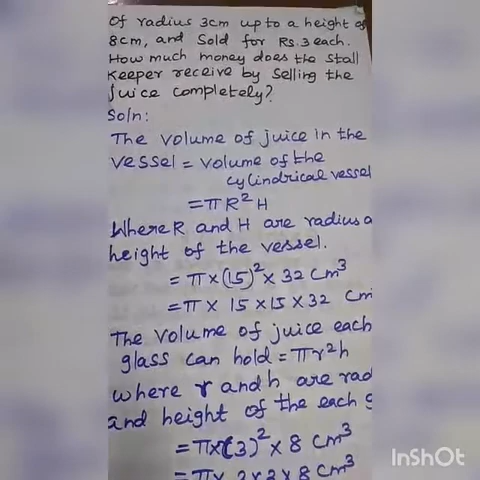 Of radius 3cm up to a height of
8cm, and Sold for Rs.3 each.
How much money does the Stall
Keeper receive by Selling the
juice completely?
Soln:
The volume of juice in the
vessel = volume of the
cylindrical vessel
= πR²H
Where R and H are radius a
height of the vessel.
= π×(15)² × 32 cm³
= π × 15 ×15 × 32 cm
The volume of juice each
glass can hold = πr²h
where r and h are rad
and height of the each g
= π×(3)² × 8 cm³
= π× 3×3×8 cm³
InShOt